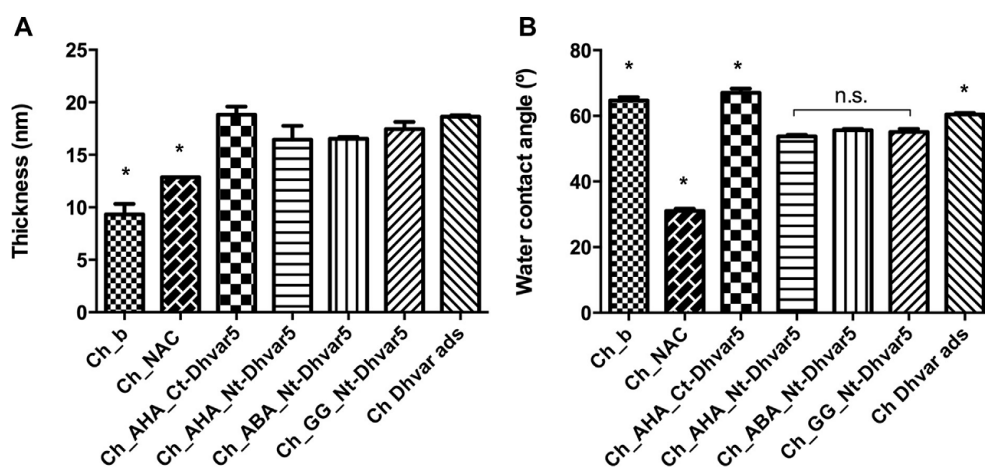 A
Thickness (nm)
25
20
15
10
5
0
*
*
Ch_b
Ch_NAC
Ch_AHA_Ct-Dhvar5
Ch_AHA_Nt-Dhvar5
Ch_ABA_Nt-Dhvar5
Ch_GG_Nt-Dhvar5
Ch Dhvar ads
B
Water contact angle (º)
80
60
40
20
0
*
*
*
n.s.
*
Ch_b
Ch_NAC
Ch_AHA_Ct-Dhvar5
Ch_AHA_Nt-Dhvar5
Ch_ABA_Nt-Dhvar5
Ch_GG_Nt-Dhvar5
Ch Dhvar ads